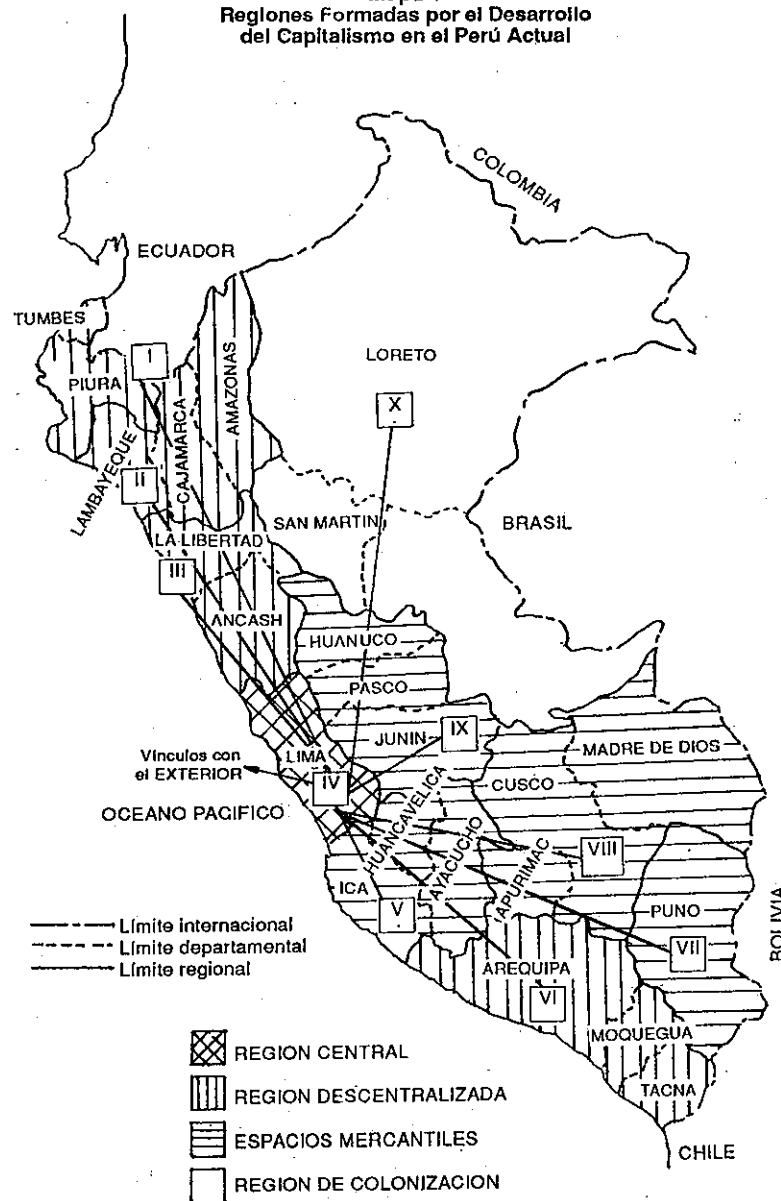 Regiones Formadas por el Desarrollo
del Capitalismo en el Perú Actual
COLOMBIA
ECUADOR
TUMBES
I
LORETO
PIURA
AMAZONAS
X
CAJAMARCA
LAMBAYEQUE
II
SAN MARTIN
BRASIL
LA LIBERTAD
III
ANCASH
HUANUCO
PASCO
JUNIN
IX
MADRE DE DIOS
Vínculos con
el EXTERIOR
LIMA
IV
CUSCO
OCEANO PACIFICO
HUANCAVELICA
AYACUCHO
APURIMAC
VIII
ICA
V
PUNO
BOLIVIA
Límite internacional
Límite departamental
Límite regional
VII
AREQUIPA
VI
MOQUEGUA
TACNA
REGION CENTRAL
REGION DESCENTRALIZADA
ESPACIOS MERCANTILES
CHILE
REGION DE COLONIZACION